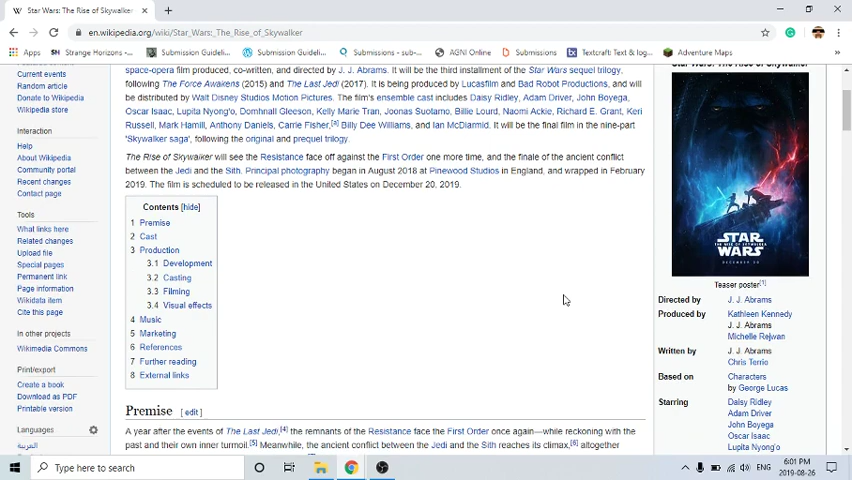 Star Wars: The Rise of Skywalker
en.wikipedia.org/wiki/Star_Wars:_The_Rise_of_Skywalker
Apps Strange Horizons... Submission Guideli... Submission Guideli... Submissions - sub... AGNI Online Submissions Textcraft: Text & log... Adventure Maps
Current events
Random article
Donate to Wikipedia
Wikipedia store
Interaction
Help
About Wikipedia
Community portal
Recent changes
Contact page
Tools
What links here
Related changes
Upload file
Special pages
Permanent link
Page information
Wikidata item
Cite this page
In other projects
Wikimedia Commons
Print/export
Create a book
Download as PDF
Printable version
Languages
العربية
space-opera film produced, co-written, and directed by J. J. Abrams. It will be the third installment of the Star Wars sequel trilogy,
following The Force Awakens (2015) and The Last Jedi (2017). It is being produced by Lucasfilm and Bad Robot Productions, and will
be distributed by Walt Disney Studios Motion Pictures. The film's ensemble cast includes Daisy Ridley, Adam Driver, John Boyega,
Oscar Isaac, Lupita Nyong'o, Domhnall Gleeson, Kelly Marie Tran, Joonas Suotamo, Billie Lourd, Naomi Ackie, Richard E. Grant, Keri
Russell, Mark Hamill, Anthony Daniels, Carrie Fisher, Billy Dee Williams, and Ian McDiarmid. It will be the final film in the nine-part
'Skywalker saga', following the original and prequel trilogy.
The Rise of Skywalker will see the Resistance face off against the First Order one more time, and the finale of the ancient conflict
between the Jedi and the Sith. Principal photography began in August 2018 at Pinewood Studios in England, and wrapped in February
2019. The film is scheduled to be released in the United States on December 20, 2019.
Contents [hide]
1 Premise
2 Cast
3 Production
3.1 Development
3.2 Casting
3.3 Filming
3.4 Visual effects
4 Music
5 Marketing
6 References
7 Further reading
8 External links
Premise [ edit ]
A year after the events of The Last Jedi,[4] the remnants of the Resistance face the First Order once again—while reckoning with the
past and their own inner turmoil.[5] Meanwhile, the ancient conflict between the Jedi and the Sith reaches its climax,[6] altogether
Star Wars: The Rise of Skywalker
STAR
THE RISE OF SKYWALKER
WARS
DECEMBER 20
Teaser poster[1]
Directed by J. J. Abrams
Produced by Kathleen Kennedy
J. J. Abrams
Michelle Rejwan
Written by J. J. Abrams
Chris Terrio
Based on Characters
by George Lucas
Starring Daisy Ridley
Adam Driver
John Boyega
Oscar Isaac
Lupita Nyong'o
Type here to search
ENG 6:01 PM
2019-08-26